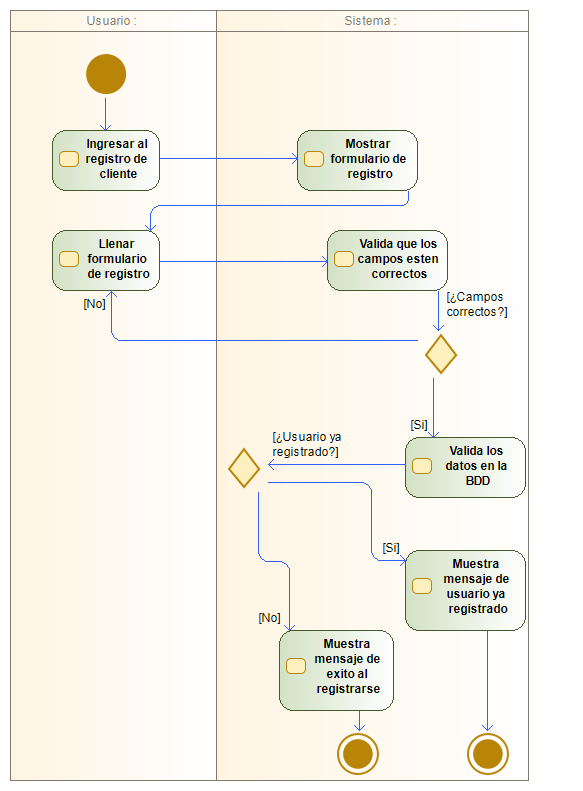 Usuario :
Sistema :
Ingresar al
registro de
cliente
Mostrar
formulario de
registro
Llenar
formulario
de registro
Valida que los
campos esten
correctos
[No]
[¿Campos
correctos?]
[Si]
[¿Usuario ya
registrado?]
Valida los
datos en la
BDD
[Si]
Muestra
mensaje de
usuario ya
registrado
[No]
Muestra
mensaje de
exito al
registrarse